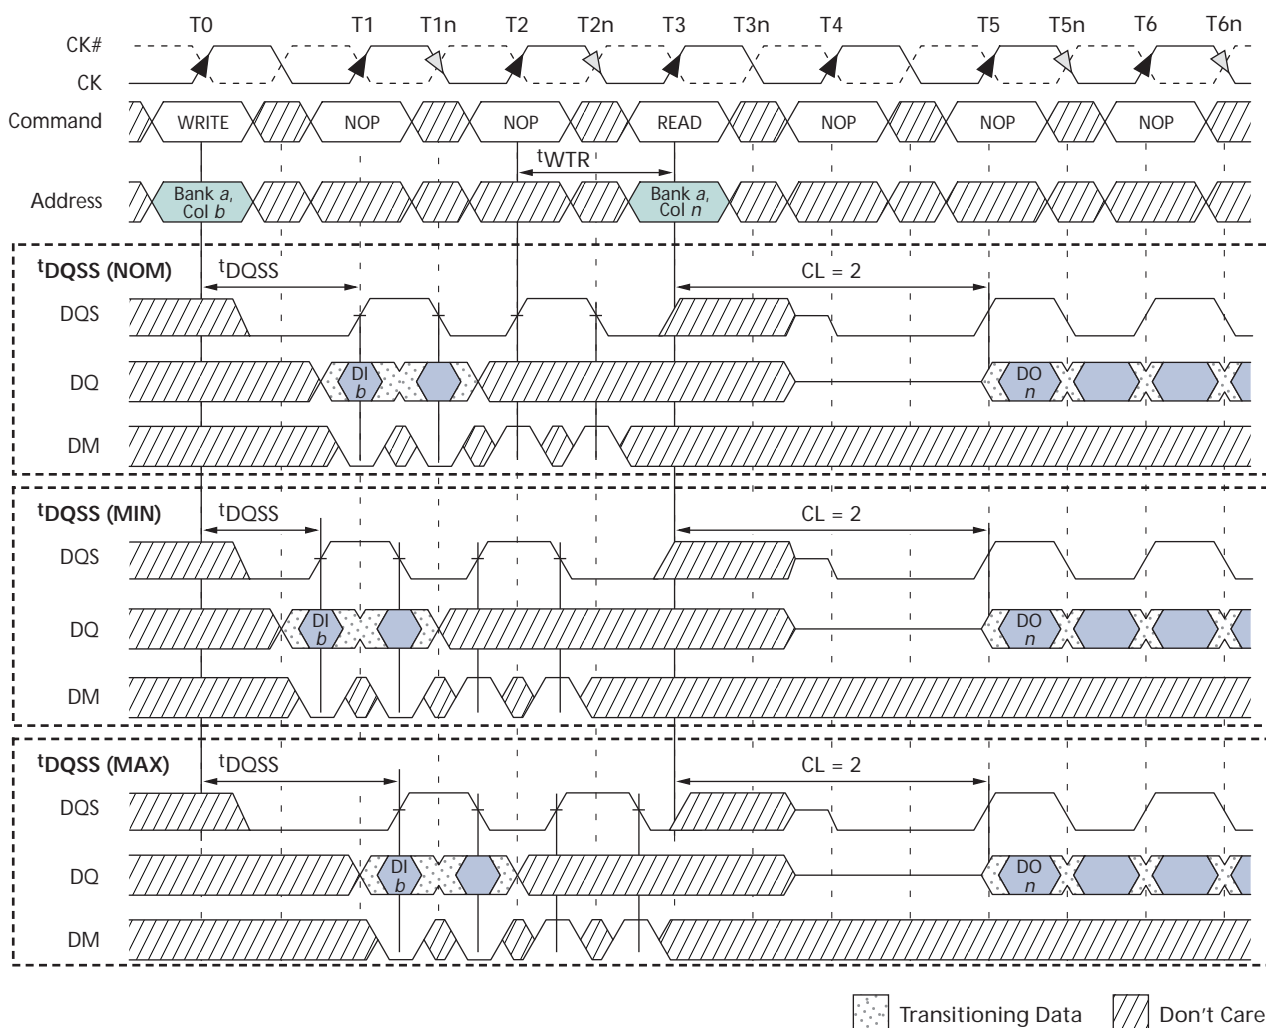 T0 T1 T1n T2 T2n T3 T3n T4 T5 T5n T6 T6n
CK#
CK
Command WRITE NOP NOP READ NOP NOP NOP
tWTR
Address Bank a, Col b Bank a, Col n
tDQSS (NOM) tDQSS CL = 2
DQS
DQ DI b DO n
DM
tDQSS (MIN) tDQSS CL = 2
DQS
DQ DI b DO n
DM
tDQSS (MAX) tDQSS CL = 2
DQS
DQ DI b DO n
DM
Transitioning Data Don't Care